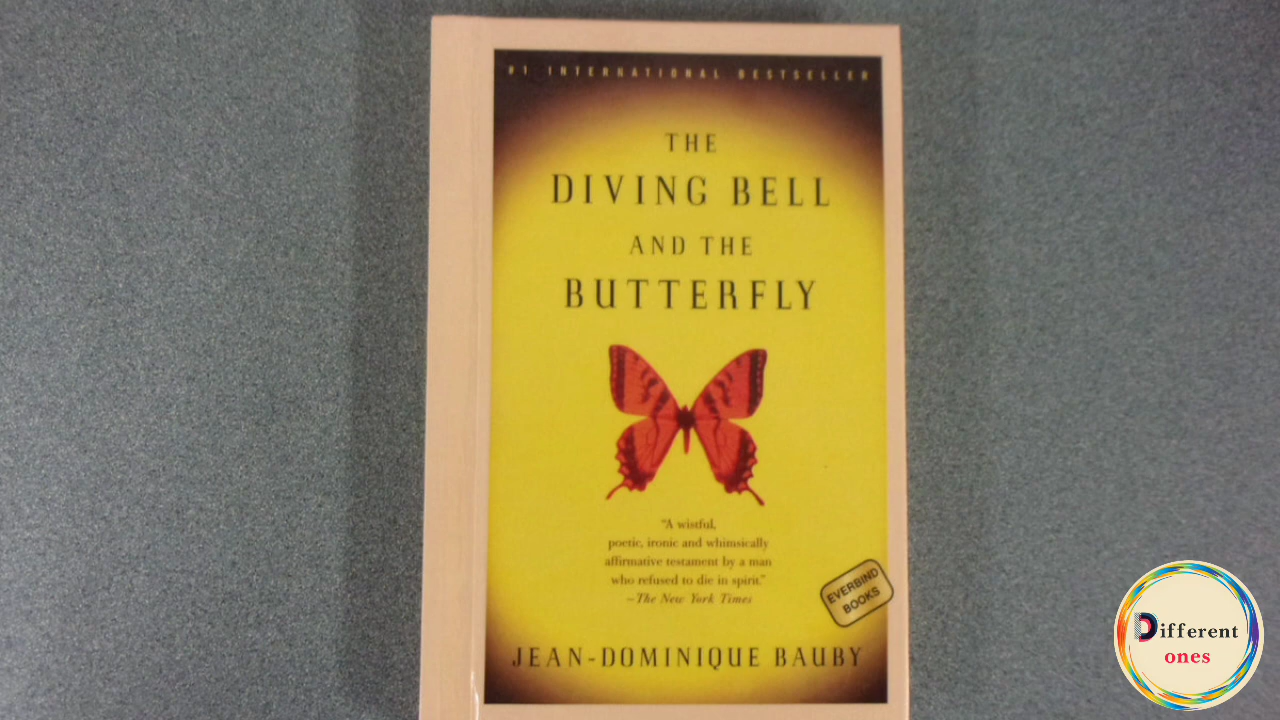 #1 INTERNATIONAL BESTSELLER
THE
DIVING BELL
AND THE
BUTTERFLY
“A wistful,
poetic, ironic and whimsically
affirmative testament by a man
who refused to die in spirit.”
–The New York Times
EVERBIND
BOOKS
JEAN-DOMINIQUE BAUBY
Different
ones